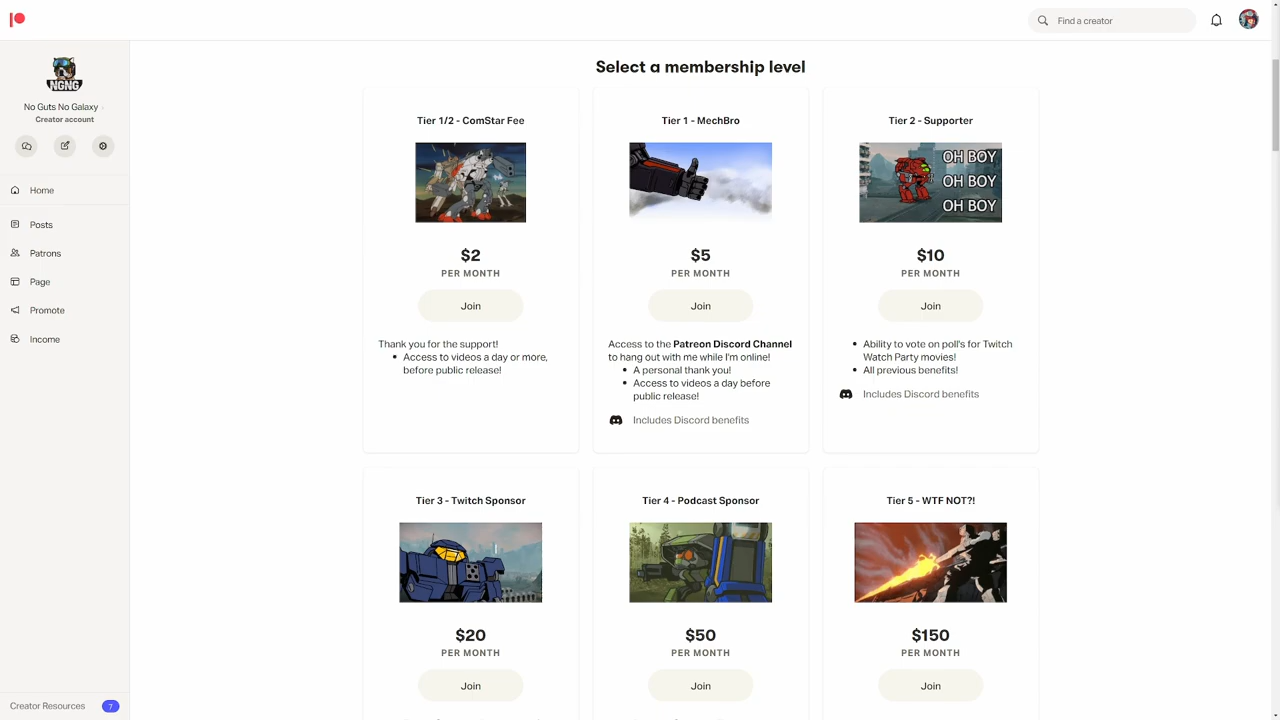 Find a creator
NGNG
No Guts No Galaxy
Creator account
Home
Posts
Patrons
Page
Promote
Income
Creator Resources
7
Select a membership level
Tier 1/2 - ComStar Fee
$2
PER MONTH
Join
Thank you for the support!
Access to videos a day or more,
before public release!
Tier 1 - MechBro
$5
PER MONTH
Join
Access to the Patreon Discord Channel
to hang out with me while I'm online!
A personal thank you!
Access to videos a day before
public release!
Includes Discord benefits
Tier 2 - Supporter
OH BOY
OH BOY
OH BOY
$10
PER MONTH
Join
Ability to vote on poll's for Twitch
Watch Party movies!
All previous benefits!
Includes Discord benefits
Tier 3 - Twitch Sponsor
$20
PER MONTH
Join
Tier 4 - Podcast Sponsor
$50
PER MONTH
Join
Tier 5 - WTF NOT?!
$150
PER MONTH
Join